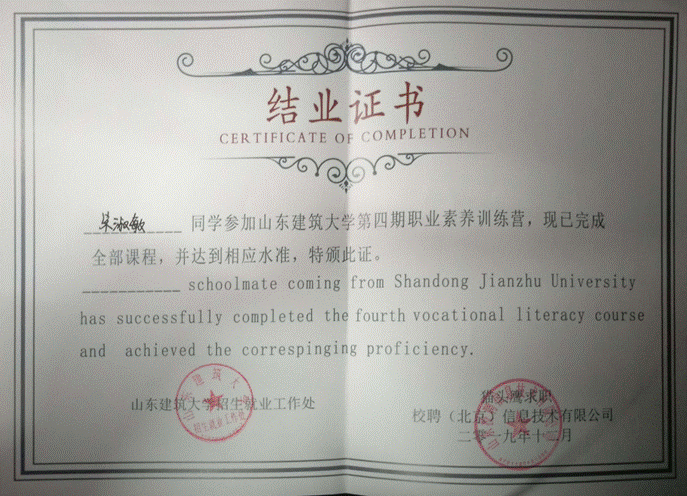 结业证书
CERTIFICATE OF COMPLETION
朱淑敏 同学参加山东建筑大学第四期职业素养训练营，现已完成
全部课程，并达到相应水准，特颁此证。
___________ schoolmate coming from Shandong Jianzhu University
has successfully completed the fourth vocational literacy course
and achieved the correspinging proficiency.
山东建筑大学招生就业工作处
猫头鹰求职
校聘（北京）信息技术有限公司
二零一九年十二月